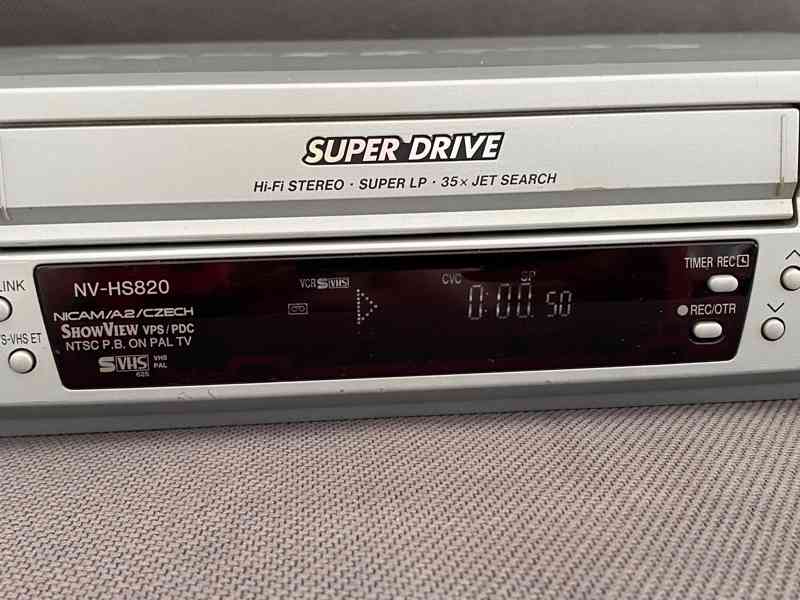 SUPER DRIVE
Hi-Fi STEREO · SUPER LP · 35× JET SEARCH
LINK
S-VHS ET
NV-HS820
NICAM/A2/CZECH
SHOWVIEW VPS/PDC
NTSC P.B. ON PAL TV
S VHS 625 VHS PAL
VCR S VHS
CVC SP
0:00.50
TIMER REC
REC/OTR